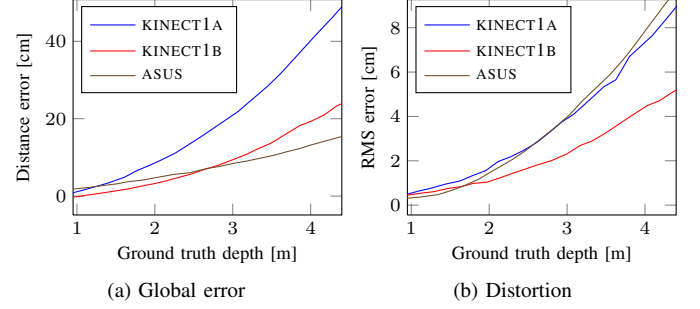 KINECT1A
KINECT1B
ASUS
Distance error [cm]
40
20
0
1
2
3
4
Ground truth depth [m]
(a) Global error
KINECT1A
KINECT1B
ASUS
RMS error [cm]
8
6
4
2
0
1
2
3
4
Ground truth depth [m]
(b) Distortion